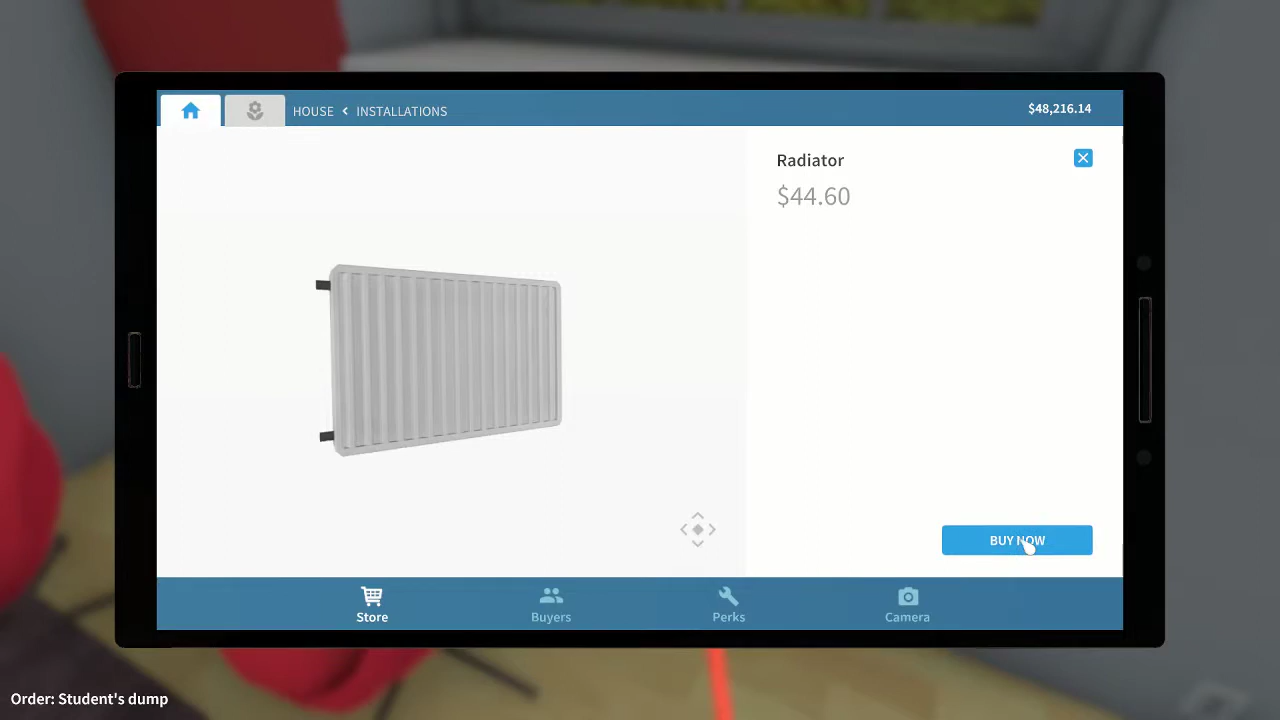 HOUSE < INSTALLATIONS
$48,216.14
Radiator
$44.60
BUY NOW
Store
Buyers
Perks
Camera
Order: Student's dump